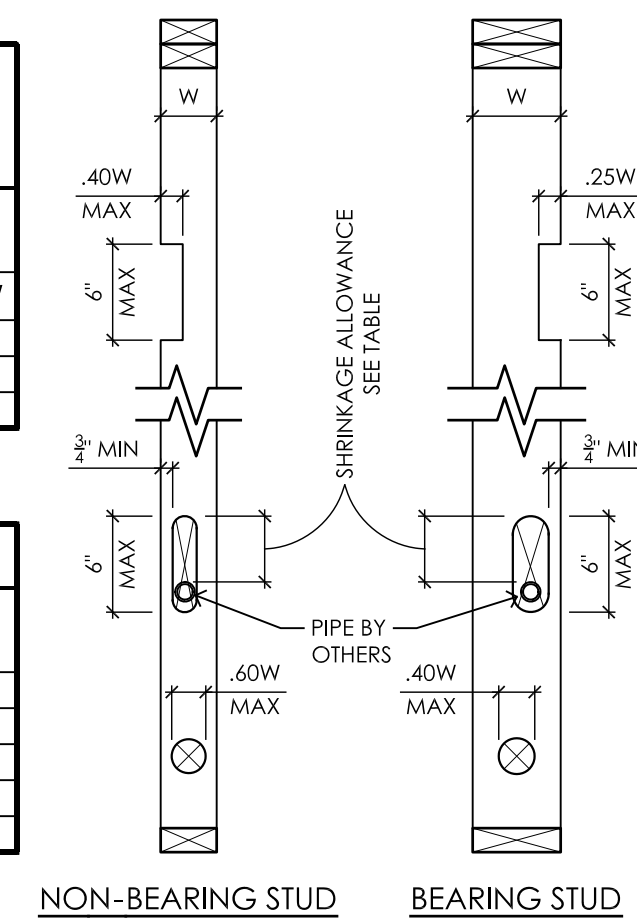 W
W
.40W
MAX
.25W
MAX
6"
MAX
SHRINKAGE ALLOWANCE
SEE TABLE
6"
MAX
3/4" MIN
3/4" MIN
6"
MAX
6"
MAX
PIPE BY
OTHERS
.60W
MAX
.40W
MAX
NON-BEARING STUD
BEARING STUD